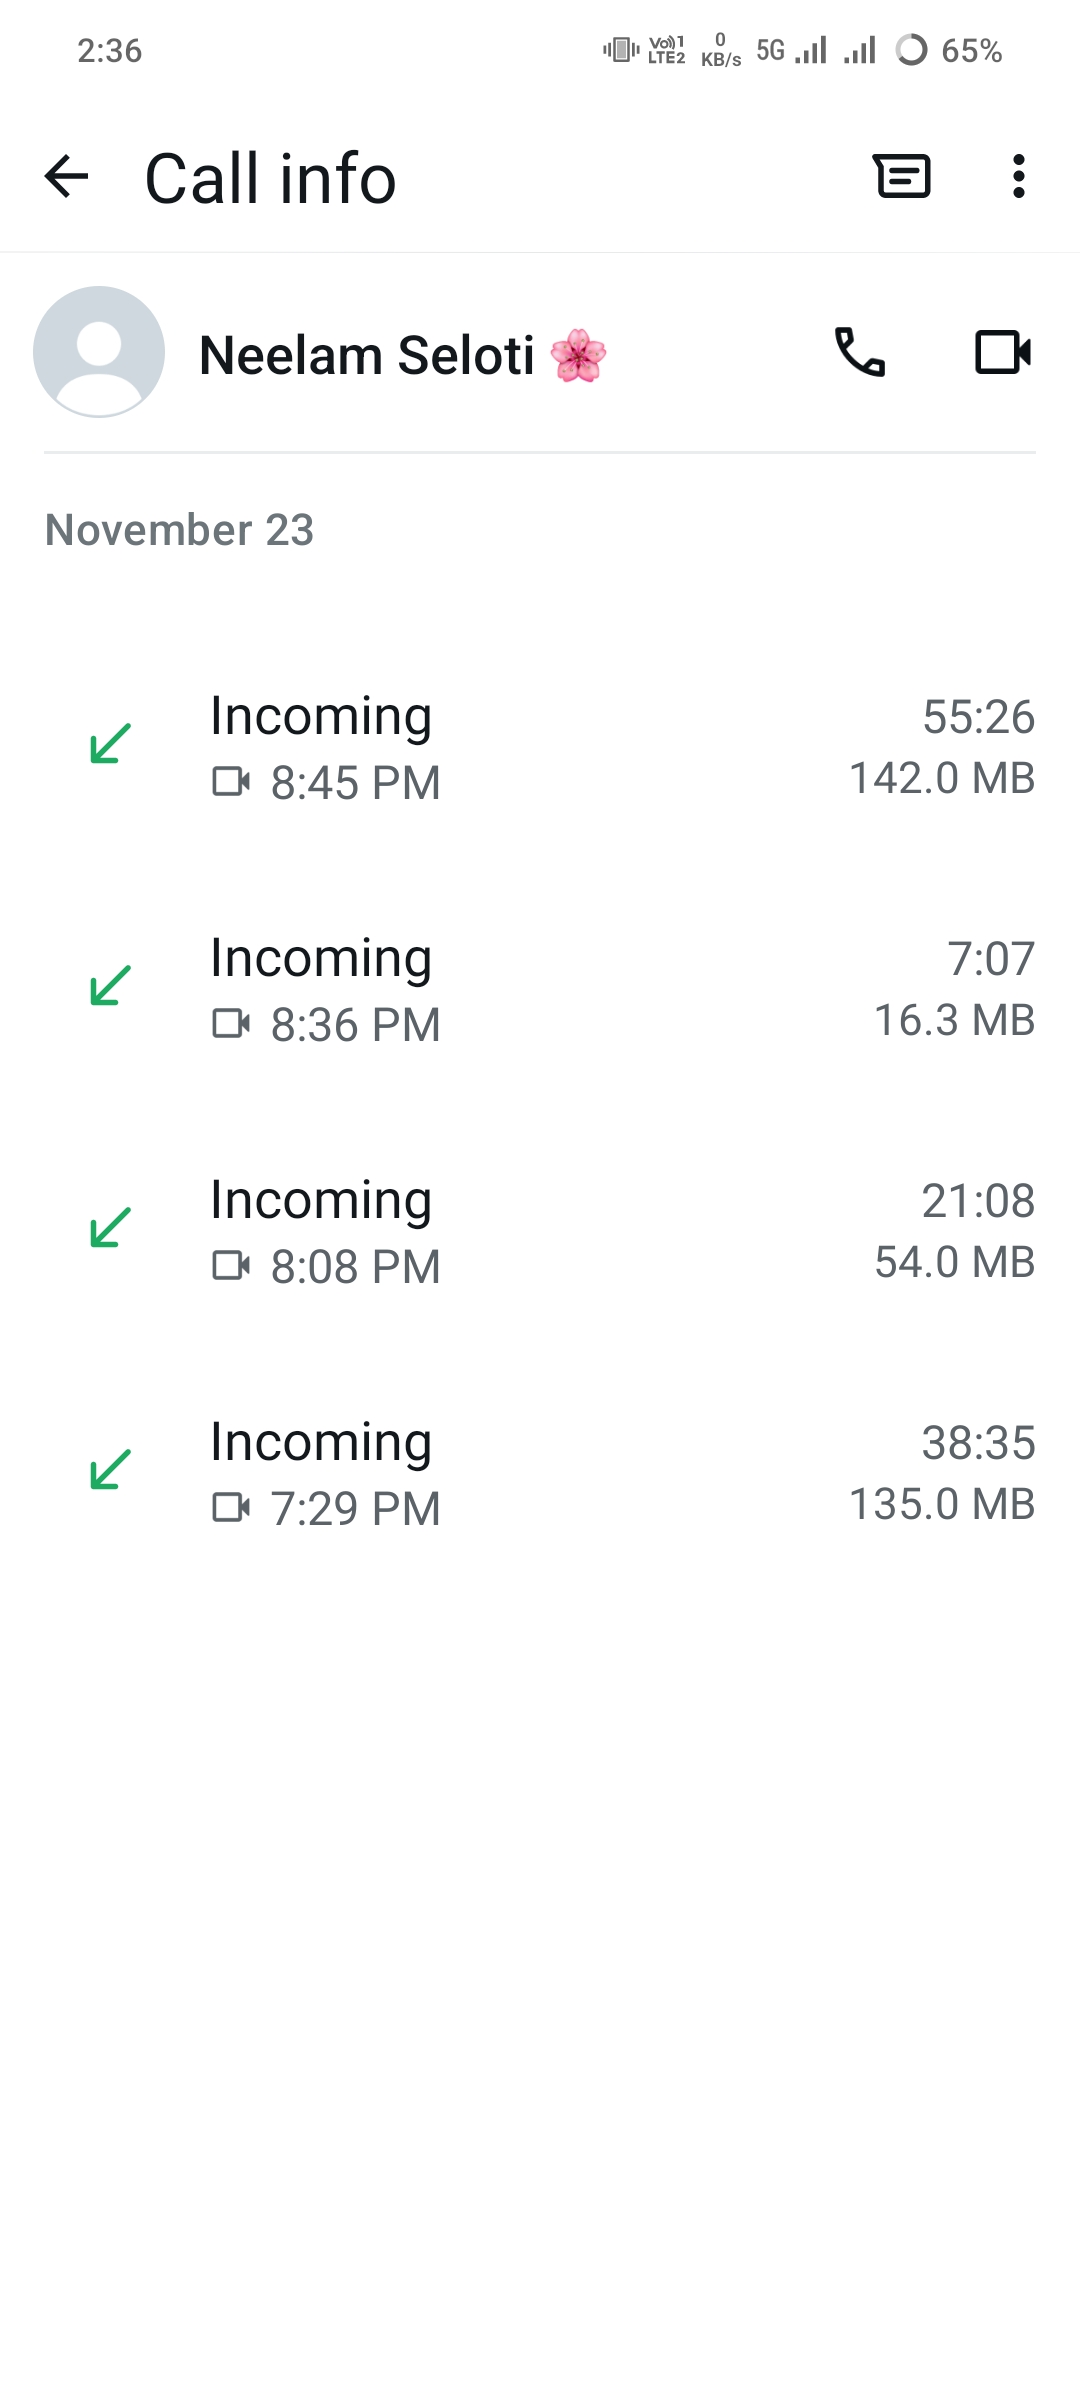 2:36
Vo)) 1
LTE2
0
KB/s
5G
65%
Call info
Neelam Seloti 🌸
November 23
Incoming
55:26
8:45 PM
142.0 MB
Incoming
7:07
8:36 PM
16.3 MB
Incoming
21:08
8:08 PM
54.0 MB
Incoming
38:35
7:29 PM
135.0 MB